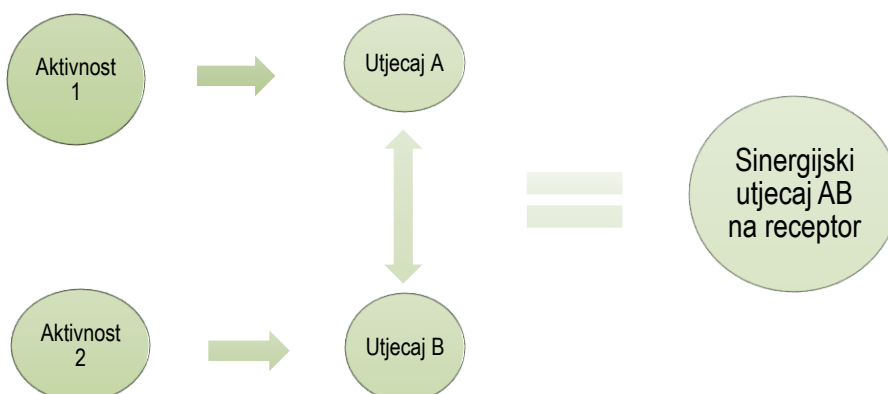 Aktivnost
1
Utjecaj A
Sinergijski
utjecaj AB
na receptor
Aktivnost
2
Utjecaj B